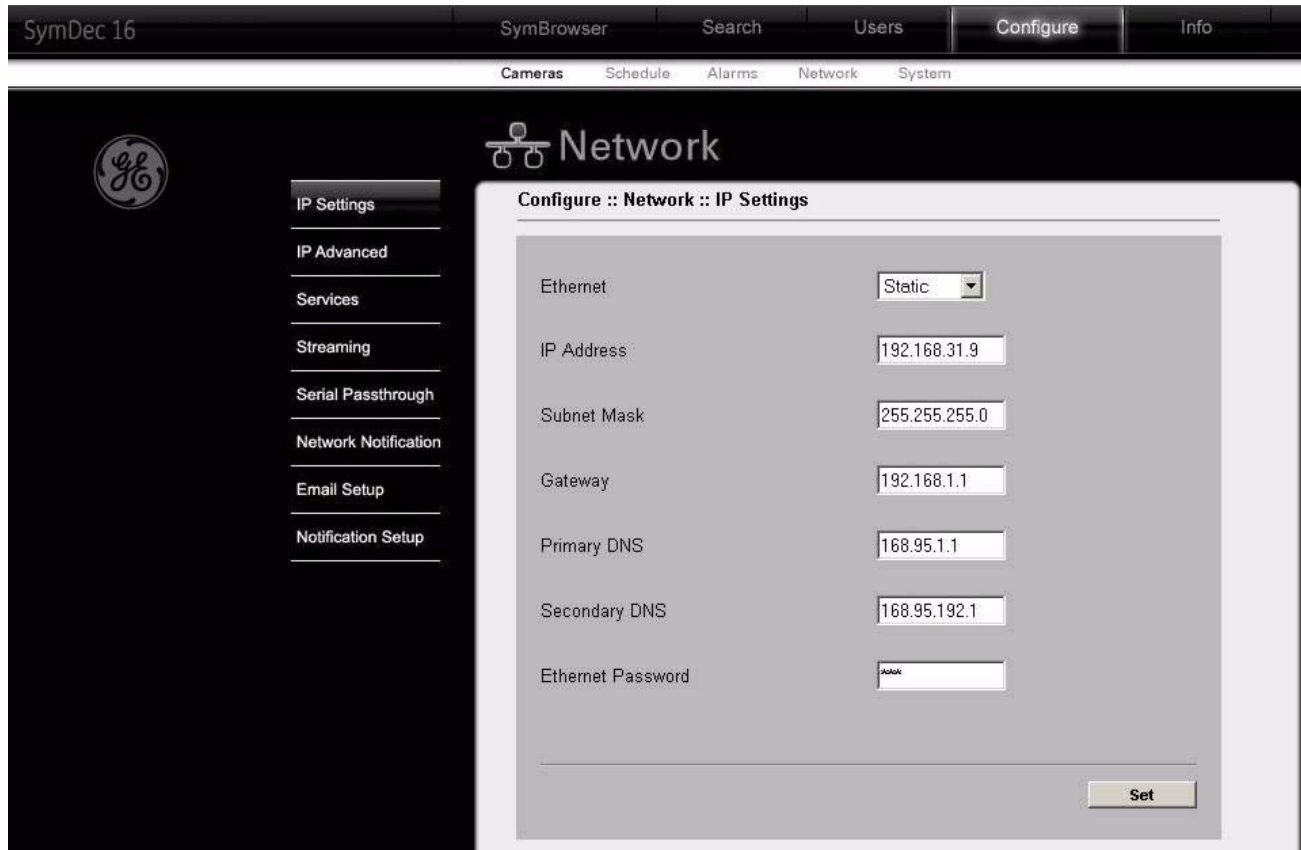 SymDec 16
SymBrowser Search Users Configure Info
Cameras Schedule Alarms Network System
GE
Network
IP Settings
IP Advanced
Services
Streaming
Serial Passthrough
Network Notification
Email Setup
Notification Setup
Configure :: Network :: IP Settings
Ethernet Static
IP Address 192.168.31.9
Subnet Mask 255.255.255.0
Gateway 192.168.1.1
Primary DNS 168.95.1.1
Secondary DNS 168.95.192.1
Ethernet Password ****
Set